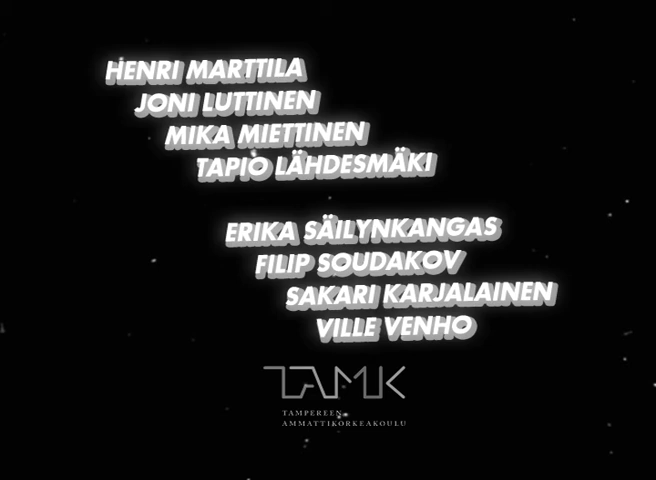 HENRI MARTTILA
JONI LUTTINEN
MIKA MIETTINEN
TAPIO LÄHDESMÄKI
ERIKA SÄILYNKANGAS
FILIP SOUDAKOV
SAKARI KARJALAINEN
VILLE VENHO
TAMK
TAMPEREEN
AMMATTIKORKEAKOULU